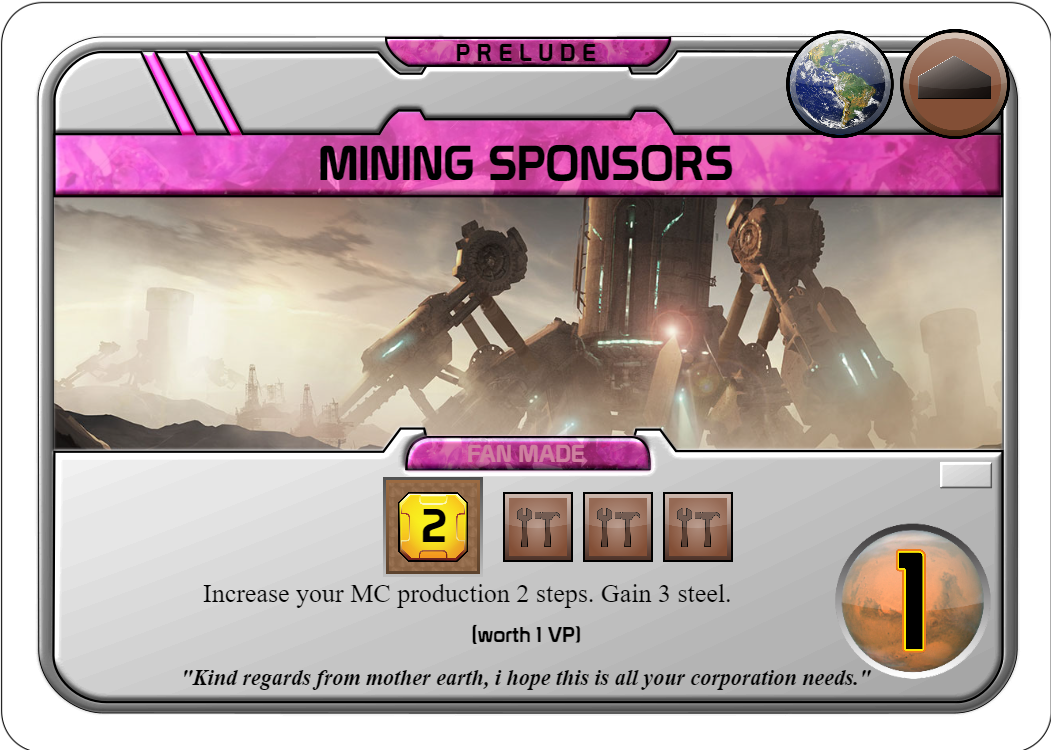 PRELUDE
MINING SPONSORS
FAN MADE
2
Increase your MC production 2 steps. Gain 3 steel.
1
(worth 1 VP)
"Kind regards from mother earth, i hope this is all your corporation needs."